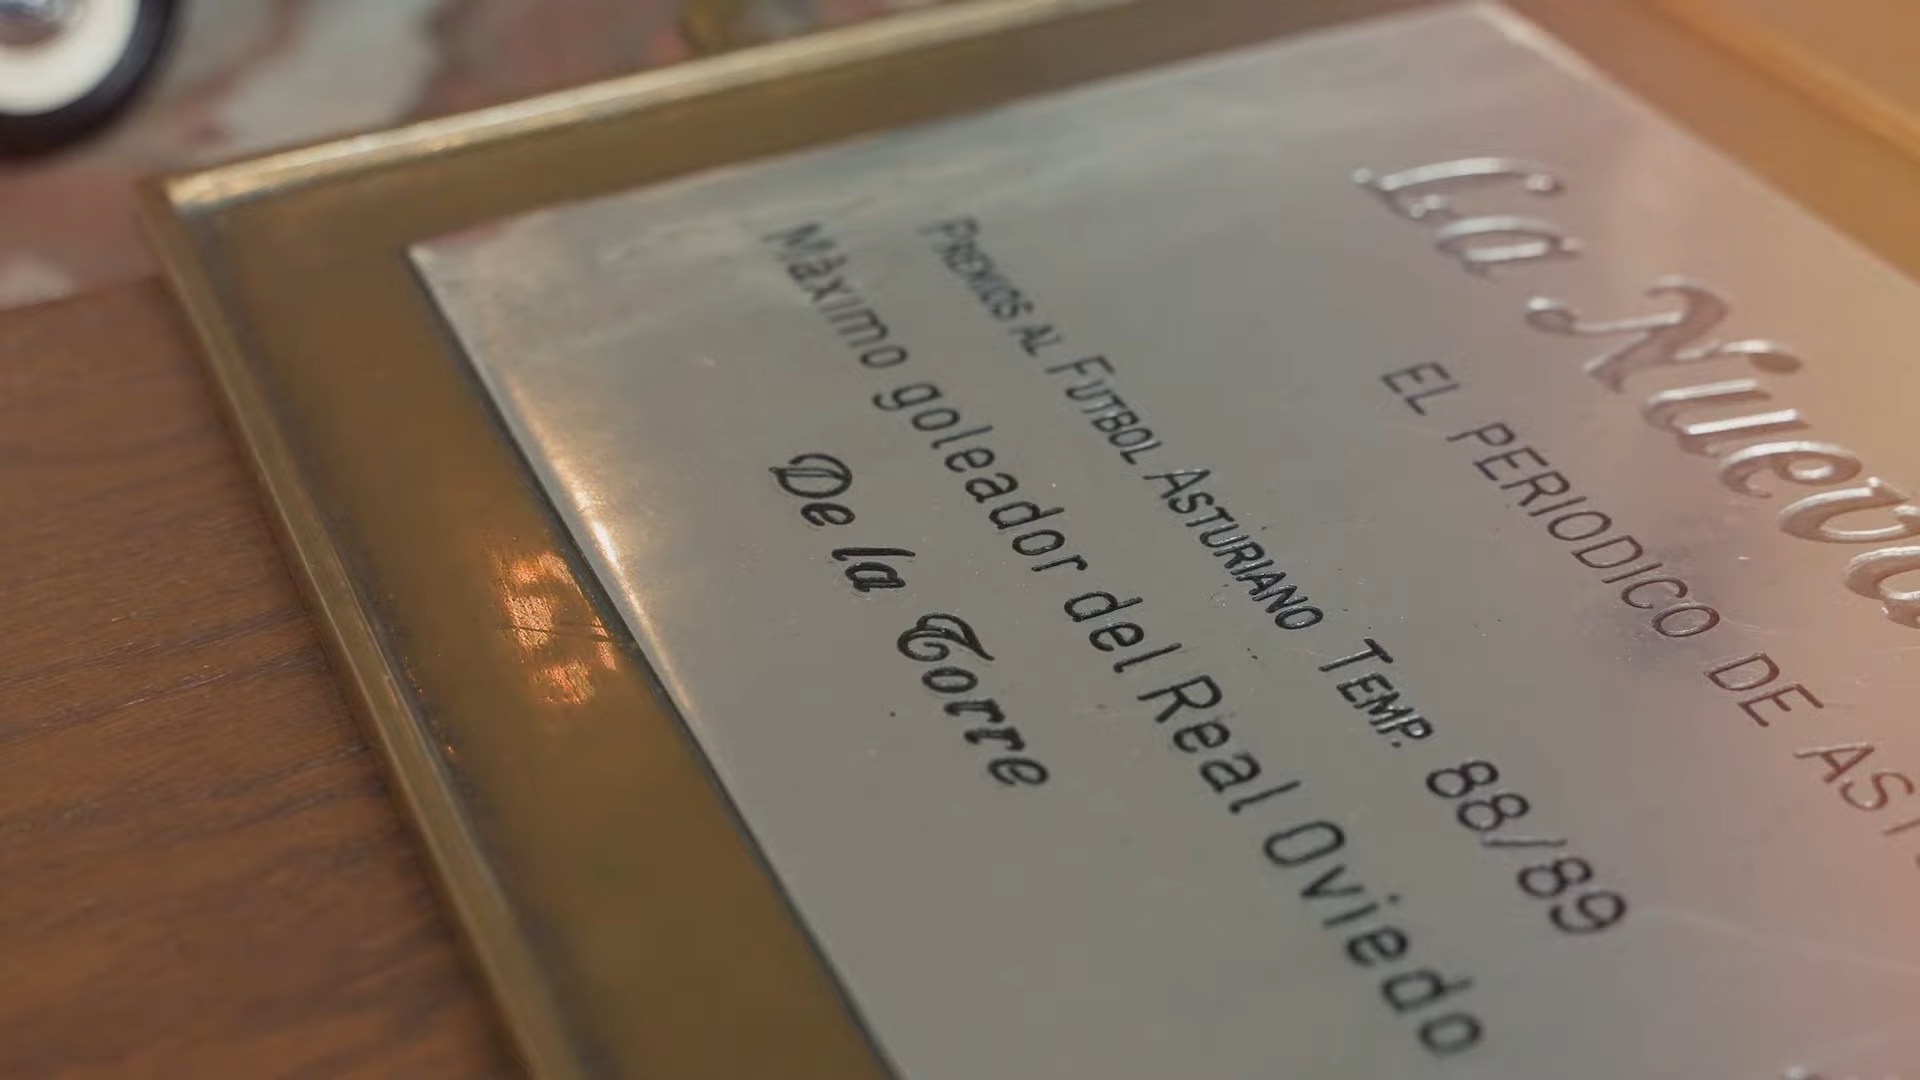 La Nueva
EL PERIODICO DE AST
PREMIOS AL FUTBOL ASTURIANO TEMP. 88/89
Máximo goleador del Real Oviedo
De la Torre